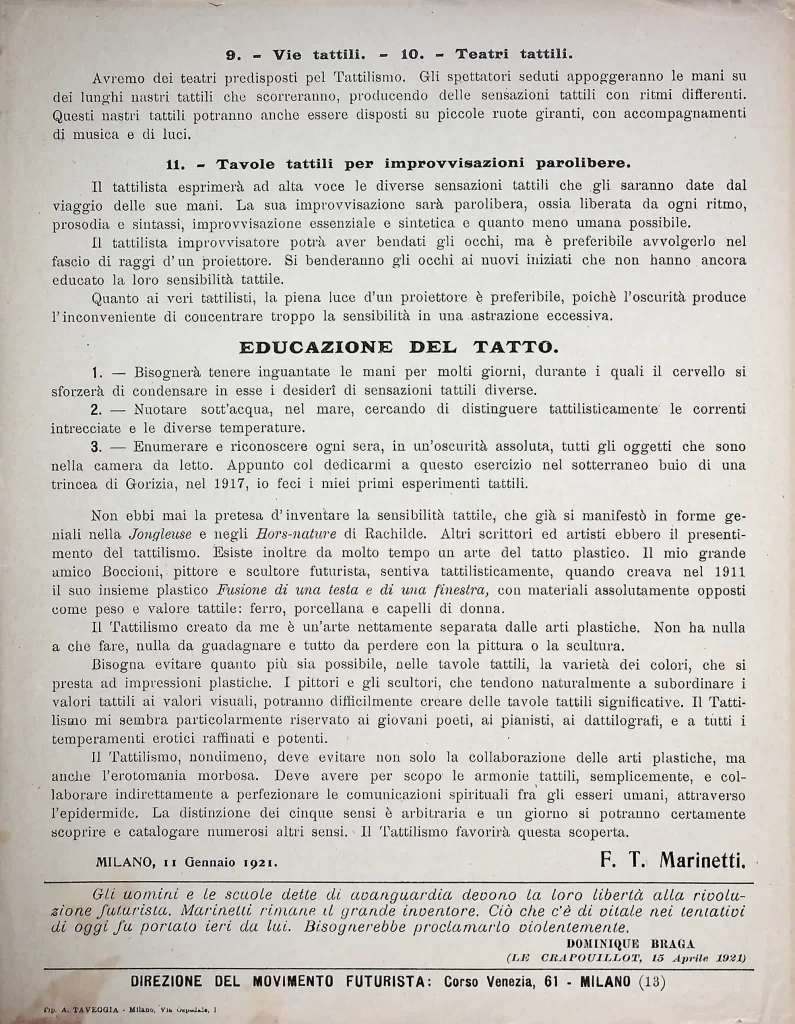 9. - Vie tattili. - 10. - Teatri tattili.
Avremo dei teatri predisposti pel Tattilismo. Gli spettatori seduti appoggeranno le mani su
dei lunghi nastri tattili che scorreranno, producendo delle sensazioni tattili con ritmi differenti.
Questi nastri tattili potranno anche essere disposti su piccole ruote giranti, con accompagnamenti
di musica e di luci.
11. - Tavole tattili per improvvisazioni parolibere.
Il tattilista esprimerà ad alta voce le diverse sensazioni tattili che gli saranno date dal
viaggio delle sue mani. La sua improvvisazione sarà parolibera, ossia liberata da ogni ritmo,
prosodia e sintassi, improvvisazione essenziale e sintetica e quanto meno umana possibile.
Il tattilista improvvisatore potrà aver bendati gli occhi, ma è preferibile avvolgerlo nel
fascio di raggi d'un proiettore. Si benderanno gli occhi ai nuovi iniziati che non hanno ancora
educato la loro sensibilità tattile.
Quanto ai veri tattilisti, la piena luce d'un proiettore è preferibile, poichè l'oscurità produce
l'inconveniente di concentrare troppo la sensibilità in una astrazione eccessiva.
EDUCAZIONE DEL TATTO.
1. — Bisognerà tenere inguantate le mani per molti giorni, durante i quali il cervello si
sforzerà di condensare in esse i desiderî di sensazioni tattili diverse.
2. — Nuotare sott'acqua, nel mare, cercando di distinguere tattilisticamente le correnti
intrecciate e le diverse temperature.
3. — Enumerare e riconoscere ogni sera, in un'oscurità assoluta, tutti gli oggetti che sono
nella camera da letto. Appunto col dedicarmi a questo esercizio nel sotterraneo buio di una
trincea di Gorizia, nel 1917, io feci i miei primi esperimenti tattili.
Non ebbi mai la pretesa d'inventare la sensibilità tattile, che già si manifestò in forme ge-
niali nella Jongleuse e negli Hors-nature di Rachilde. Altri scrittori ed artisti ebbero il presenti-
mento del tattilismo. Esiste inoltre da molto tempo un arte del tatto plastico. Il mio grande
amico Boccioni, pittore e scultore futurista, sentiva tattilisticamente, quando creava nel 1911
il suo insieme plastico Fusione di una testa e di una finestra, con materiali assolutamente opposti
come peso e valore tattile: ferro, porcellana e capelli di donna.
Il Tattilismo creato da me è un'arte nettamente separata dalle arti plastiche. Non ha nulla
a che fare, nulla da guadagnare e tutto da perdere con la pittura o la scultura.
Bisogna evitare quanto più sia possibile, nelle tavole tattili, la varietà dei colori, che si
presta ad impressioni plastiche. I pittori e gli scultori, che tendono naturalmente a subordinare i
valori tattili ai valori visuali, potranno difficilmente creare delle tavole tattili significative. Il Tatti-
lismo mi sembra particolarmente riservato ai giovani poeti, ai pianisti, ai dattilografi, e a tutti i
temperamenti erotici raffinati e potenti.
Il Tattilismo, nondimeno, deve evitare non solo la collaborazione delle arti plastiche, ma
anche l'erotomania morbosa. Deve avere per scopo le armonie tattili, semplicemente, e col-
laborare indirettamente a perfezionare le comunicazioni spirituali fra gli esseri umani, attraverso
l'epidermide. La distinzione dei cinque sensi è arbitraria e un giorno si potranno certamente
scoprire e catalogare numerosi altri sensi. Il Tattilismo favorirà questa scoperta.
MILANO, 11 Gennaio 1921. F. T. Marinetti.
Gli uomini e le scuole dette di avanguardia devono la loro libertà alla rivolu-
zione futurista. Marinetti rimane il grande inventore. Ciò che c'è di vitale nei tentativi
di oggi fu portato ieri da lui. Bisognerebbe proclamarlo violentemente.
DOMINIQUE BRAGA
(LE CRAPOUILLOT, 15 Aprile 1921)
DIREZIONE DEL MOVIMENTO FUTURISTA: Corso Venezia, 61 - MILANO (13)
Tip. A. TAVEGGIA - Milano, Via Ospedale, 1